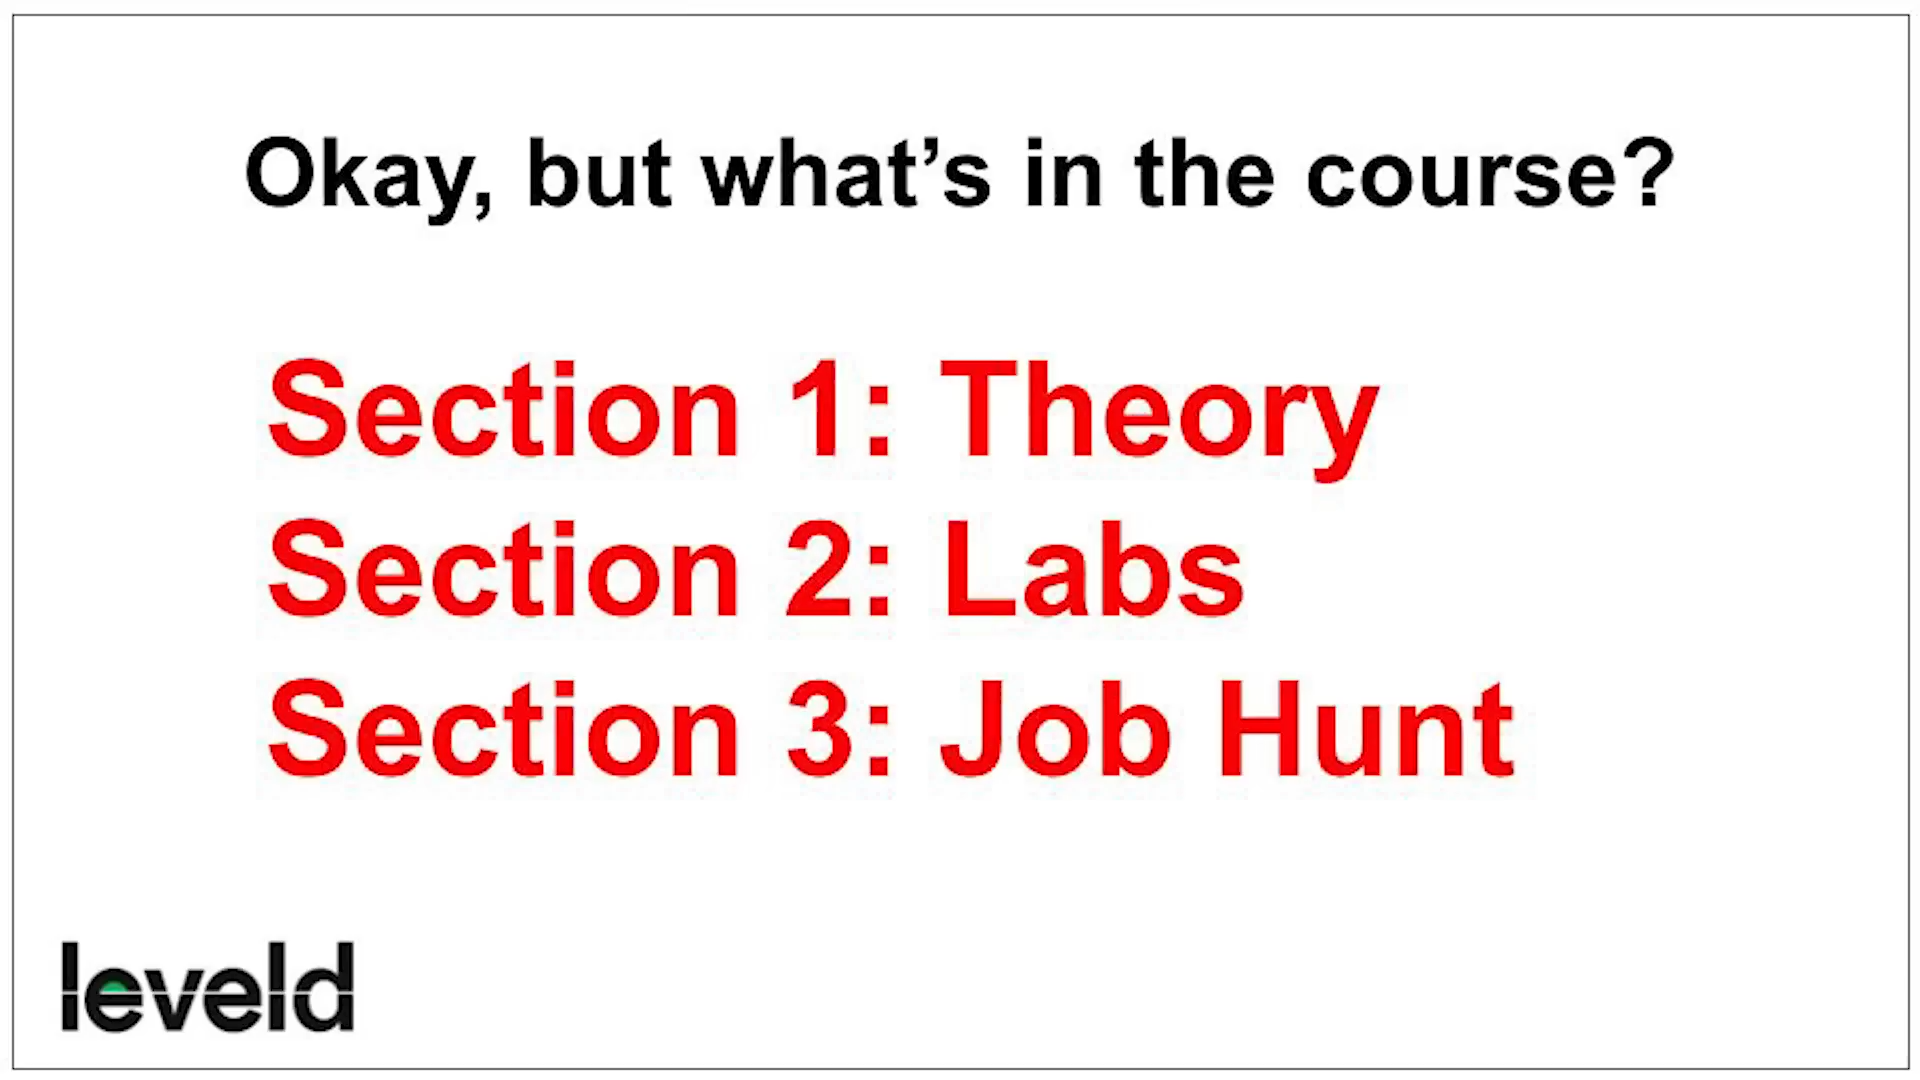 Okay, but what’s in the course?
Section 1: Theory
Section 2: Labs
Section 3: Job Hunt
leveld